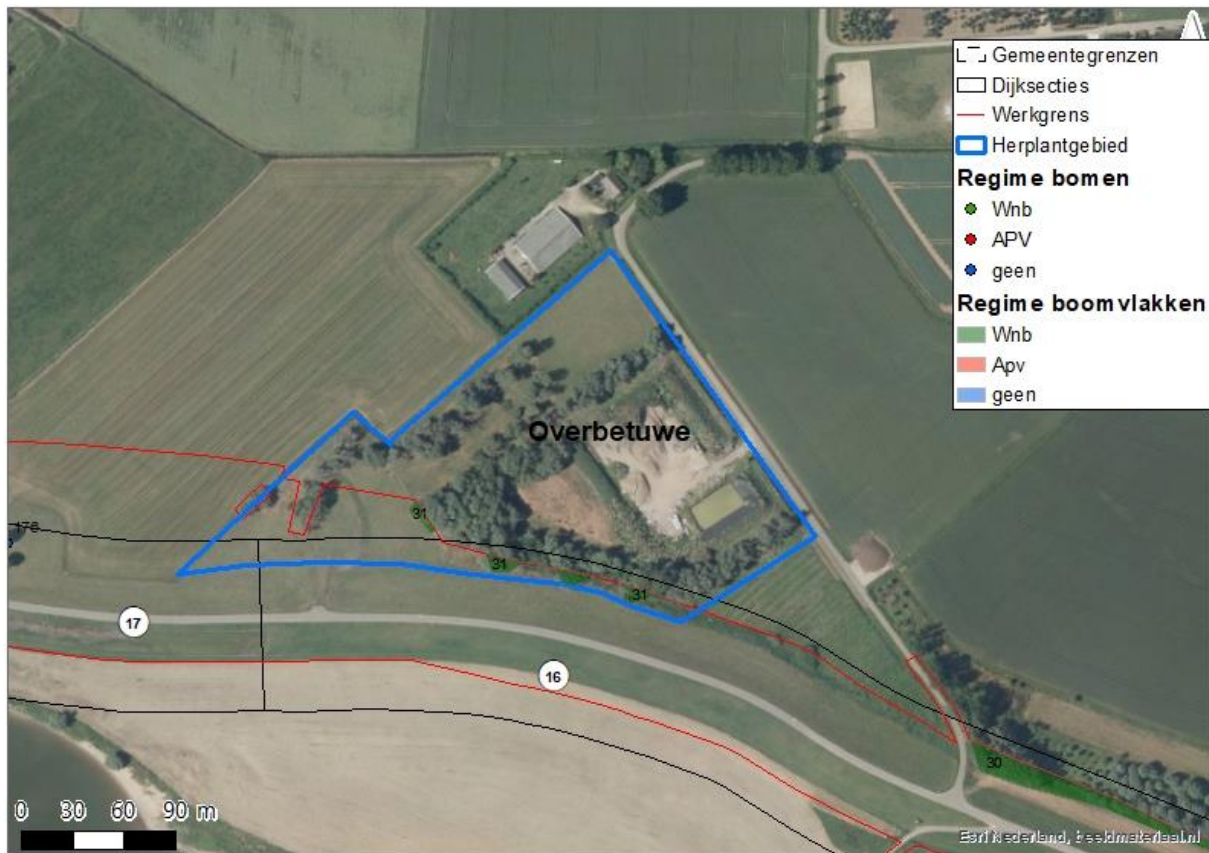 Gemeentegrenzen
Dijksecties
Werkgrens
Herplantgebied
Regime bomen
Wnb
APV
geen
Regime boomvlakken
Wnb
Apv
geen
Overbetuwe
31
31
31
17
16
30
0 30 60 90 m
Esri Nederland, beeldmateriaal.nl